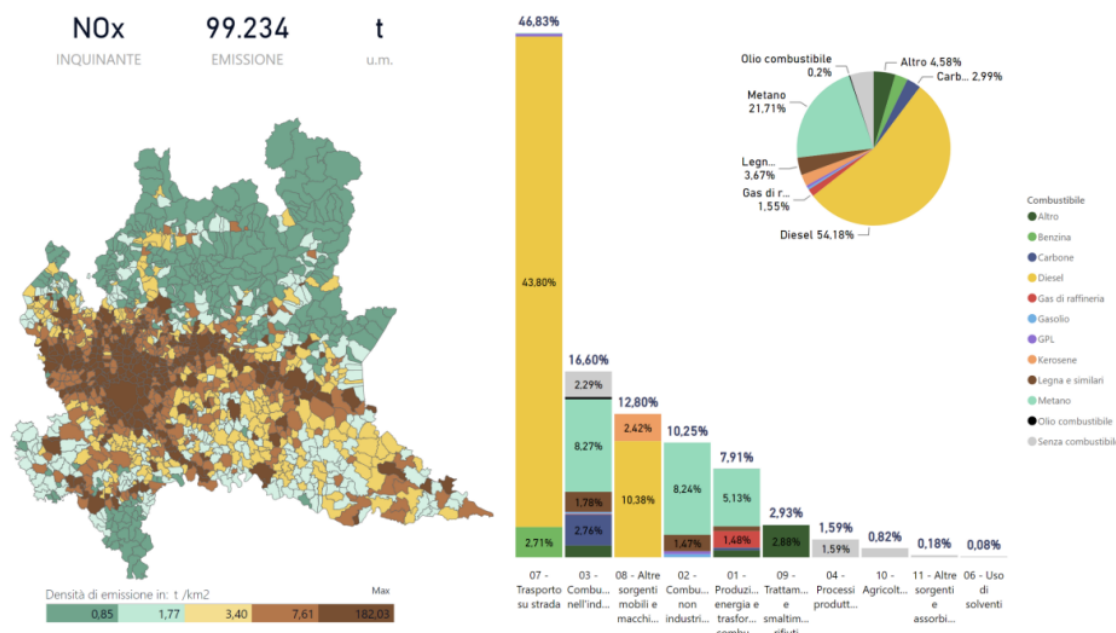 NOx
99.234
t
INQUINANTE
EMISSIONE
u.m.
Densità di emissione in: t /km2
Max
0,85
1,77
3,40
7,61
182,03
46,83%
43,80%
2,71%
16,60%
2.29%
8,27%
1,78%
2,76%
12,80%
2,42%
10,38%
10,25%
8,24%
1,47%
7,91%
5,13%
1,48%
2,93%
2,88%
1,59%
1.59%
0,82%
0,18%
0,08%
07 -
Trasporto
su strada
03 -
Combu...
nell'ind...
08 - Altre
sorgenti
mobili e
macchi...
02 -
Combu...
non
industri...
01 -
Produzi...
energia e
trasfor...
combu...
09 -
Trattam...
e
smaltim...
rifiuti
04 -
Processi
produtt...
10 -
Agricolt...
11 - Altre
sorgenti
e
assorbi...
06 - Uso
di
solventi
Olio combustibile
0,2%
Altro 4,58%
Carb... 2,99%
Metano
21,71%
Legn...
3,67%
Gas di r...
1,55%
Diesel 54,18%
Combustibile
Altro
Benzina
Carbone
Diesel
Gas di raffineria
Gasolio
GPL
Kerosene
Legna e similari
Metano
Olio combustibile
Senza combustibil